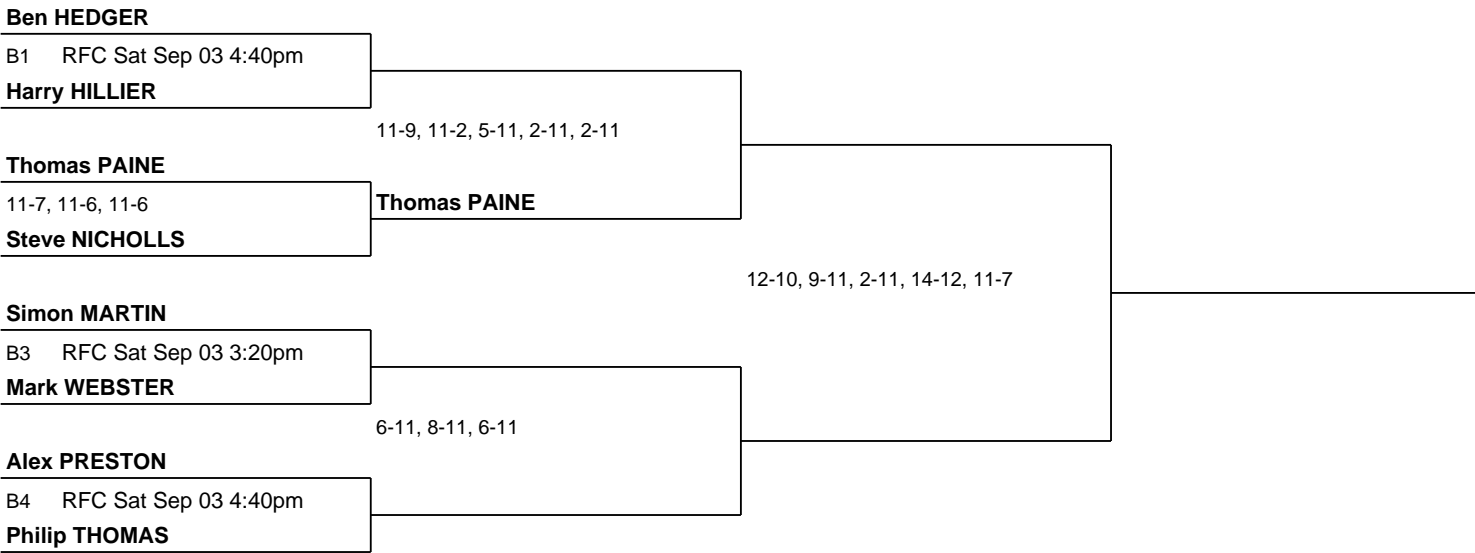 Ben HEDGER
B1 RFC Sat Sep 03 4:40pm
Harry HILLIER
11-9, 11-2, 5-11, 2-11, 2-11
Thomas PAINE
11-7, 11-6, 11-6
Thomas PAINE
Steve NICHOLLS
12-10, 9-11, 2-11, 14-12, 11-7
Simon MARTIN
B3 RFC Sat Sep 03 3:20pm
Mark WEBSTER
6-11, 8-11, 6-11
Alex PRESTON
B4 RFC Sat Sep 03 4:40pm
Philip THOMAS